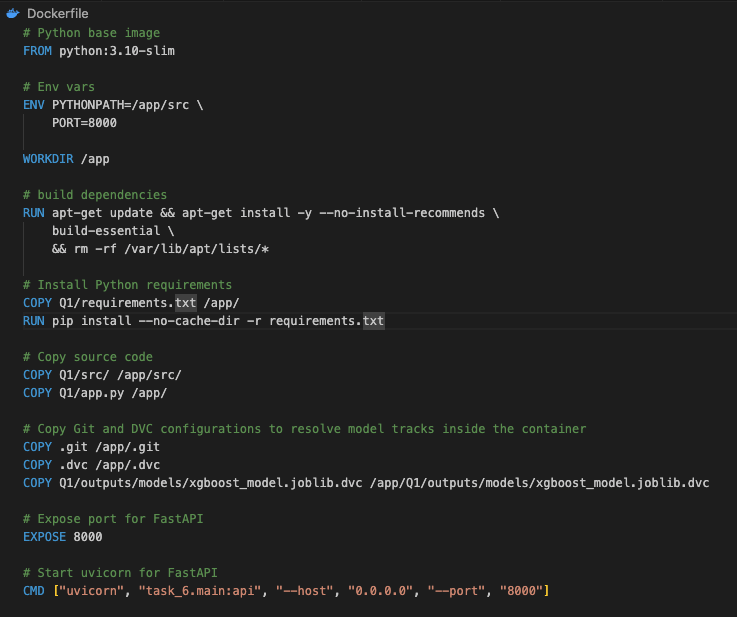 Dockerfile
# Python base image
FROM python:3.10-slim
# Env vars
ENV PYTHONPATH=/app/src \
PORT=8000
WORKDIR /app
# build dependencies
RUN apt-get update && apt-get install -y --no-install-recommends \
build-essential \
&& rm -rf /var/lib/apt/lists/*
# Install Python requirements
COPY Q1/requirements.txt /app/
RUN pip install --no-cache-dir -r requirements.txt
# Copy source code
COPY Q1/src/ /app/src/
COPY Q1/app.py /app/
# Copy Git and DVC configurations to resolve model tracks inside the container
COPY .git /app/.git
COPY .dvc /app/.dvc
COPY Q1/outputs/models/xgboost_model.joblib.dvc /app/Q1/outputs/models/xgboost_model.joblib.dvc
# Expose port for FastAPI
EXPOSE 8000
# Start uvicorn for FastAPI
CMD ["uvicorn", "task_6.main:api", "--host", "0.0.0.0", "--port", "8000"]